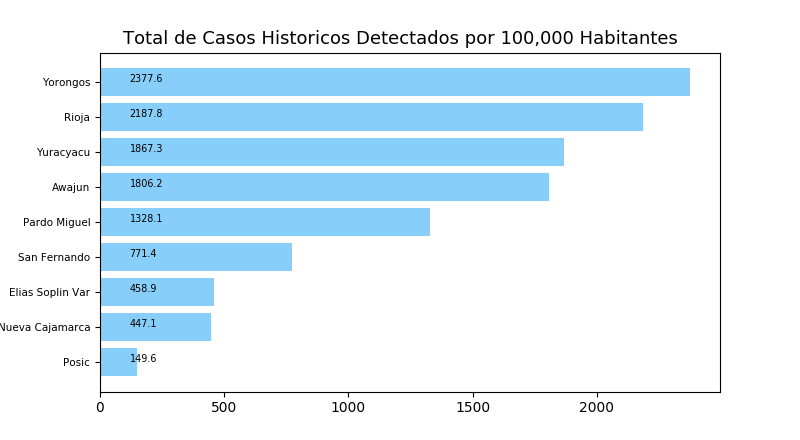 Total de Casos Historicos Detectados por 100,000 Habitantes
Yorongos 2377.6
Rioja 2187.8
Yuracyacu 1867.3
Awajun 1806.2
Pardo Miguel 1328.1
San Fernando 771.4
Elias Soplin Var 458.9
Nueva Cajamarca 447.1
Posic 149.6
0 500 1000 1500 2000